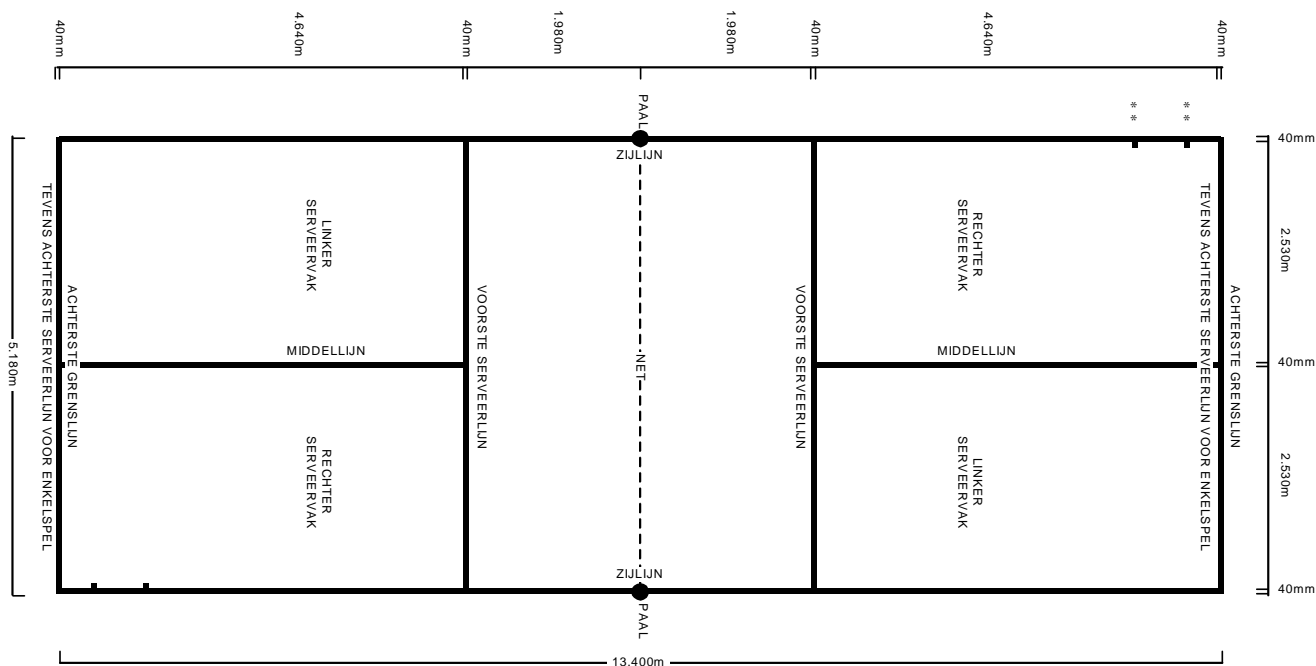 40mm
4.640m
40mm
1.980m
1.980m
40mm
4.640m
40mm
PAAL
* *
* *
40mm
ZIJLIJN
TEVENS ACHTERSTE SERVEERLIJN VOOR ENKELSPEL
ACHTERSTE GRENSLIJN
LINKER
SERVEERVAK
VOORSTE SERVEERLIJN
VOORSTE SERVEERLIJN
RECHTER
SERVEERVAK
TEVENS ACHTERSTE SERVEERLIJN VOOR ENKELSPEL
ACHTERSTE GRENSLIJN
2.530m
5.180m
MIDDELLIJN
NET
MIDDELLIJN
40mm
RECHTER
SERVEERVAK
LINKER
SERVEERVAK
2.530m
ZIJLIJN
40mm
PAAL
13.400m